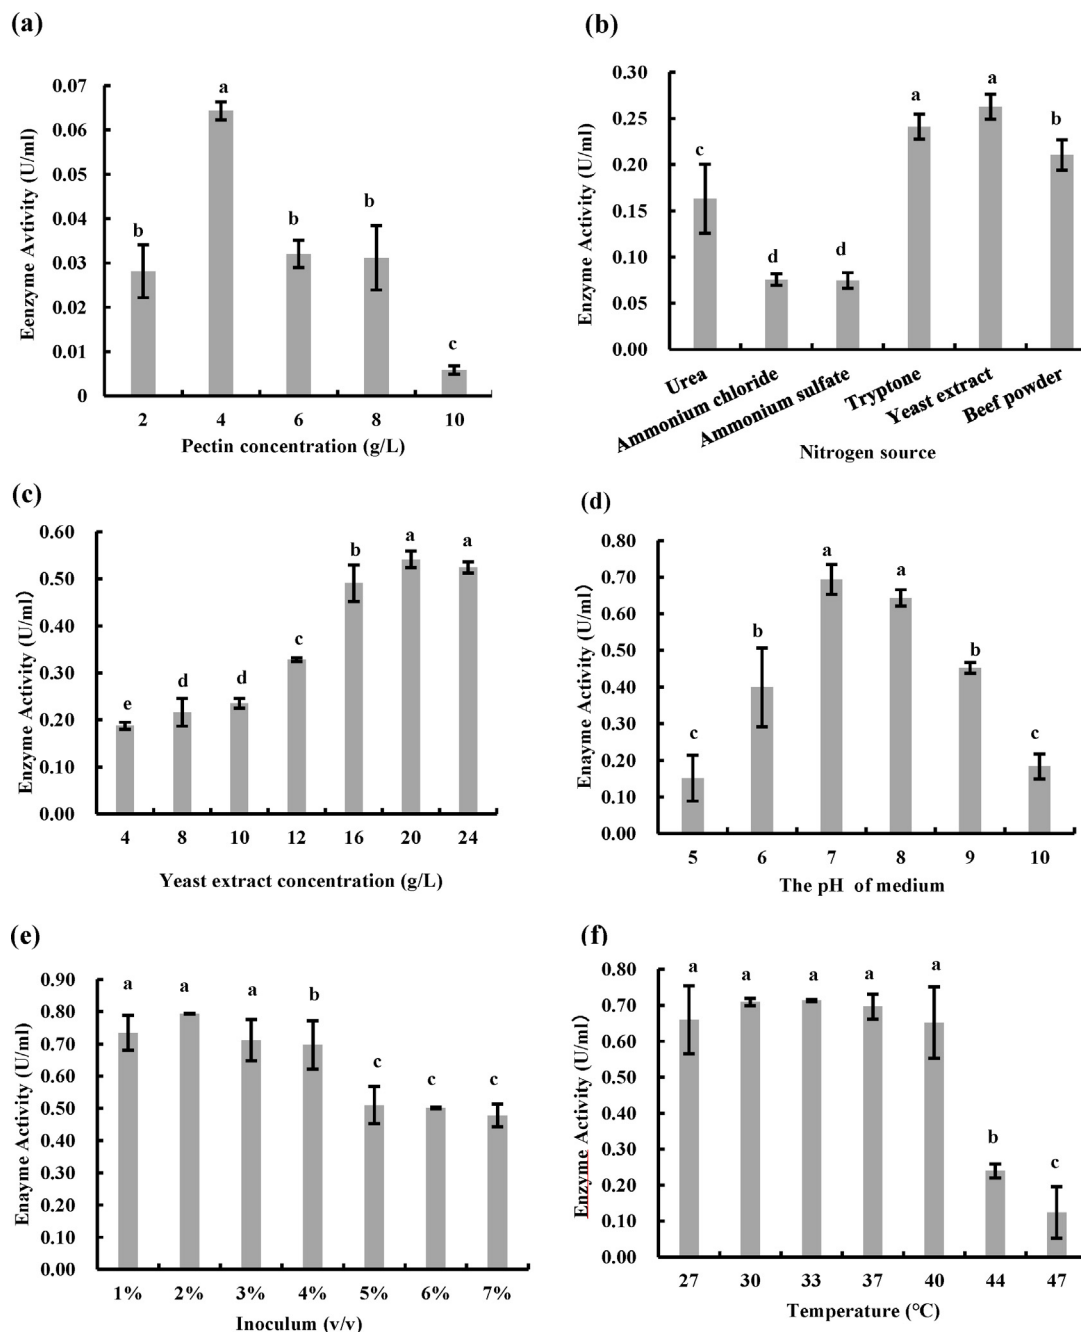 (a)
Eenzyme Avtivity (U/ml)
0.07
0.06
0.05
0.04
0.03
0.02
0.01
0
b
a
b
b
c
2 4 6 8 10
Pectin concentration (g/L)
(b)
Enzyme Activity (U/ml)
0.30
0.25
0.20
0.15
0.10
0.05
0.00
c
d
d
a
a
b
Urea
Ammonium chloride
Ammonium sulfate
Tryptone
Yeast extract
Beef powder
Nitrogen source
(c)
Enzyme Activity (U/ml)
0.60
0.50
0.40
0.30
0.20
0.10
0.00
e
d
d
c
b
a
a
4 8 10 12 16 20 24
Yeast extract concentration (g/L)
(d)
Enayme Activity (U/ml)
0.80
0.70
0.60
0.50
0.40
0.30
0.20
0.10
0.00
c
b
a
a
b
c
5 6 7 8 9 10
The pH of medium
(e)
Enayme Activity (U/ml)
0.90
0.80
0.70
0.60
0.50
0.40
0.30
0.20
0.10
0.00
a
a
a
b
c
c
c
1% 2% 3% 4% 5% 6% 7%
Inoculum (v/v)
(f)
Enzyme Activity (U/ml)
0.80
0.70
0.60
0.50
0.40
0.30
0.20
0.10
0.00
a
a
a
a
a
b
c
27 30 33 37 40 44 47
Temperature (°C)